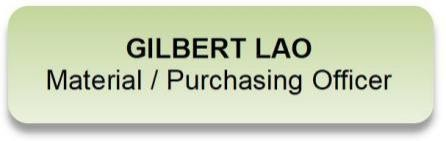 GILBERT LAO
Material / Purchasing Officer